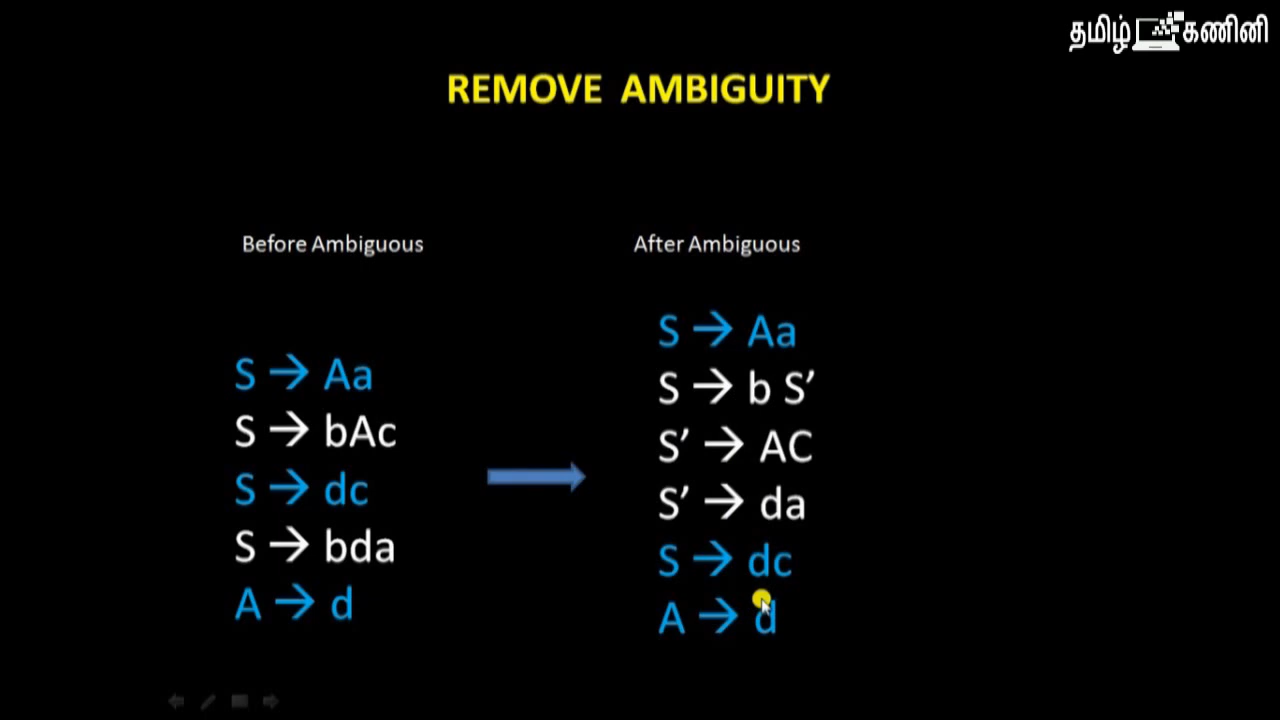 தமிழ் கணினி
REMOVE AMBIGUITY
Before Ambiguous
S → Aa
S → bAc
S → dc
S → bda
A → d
After Ambiguous
S → Aa
S → b S’
S’ → AC
S’ → da
S → dc
A → d